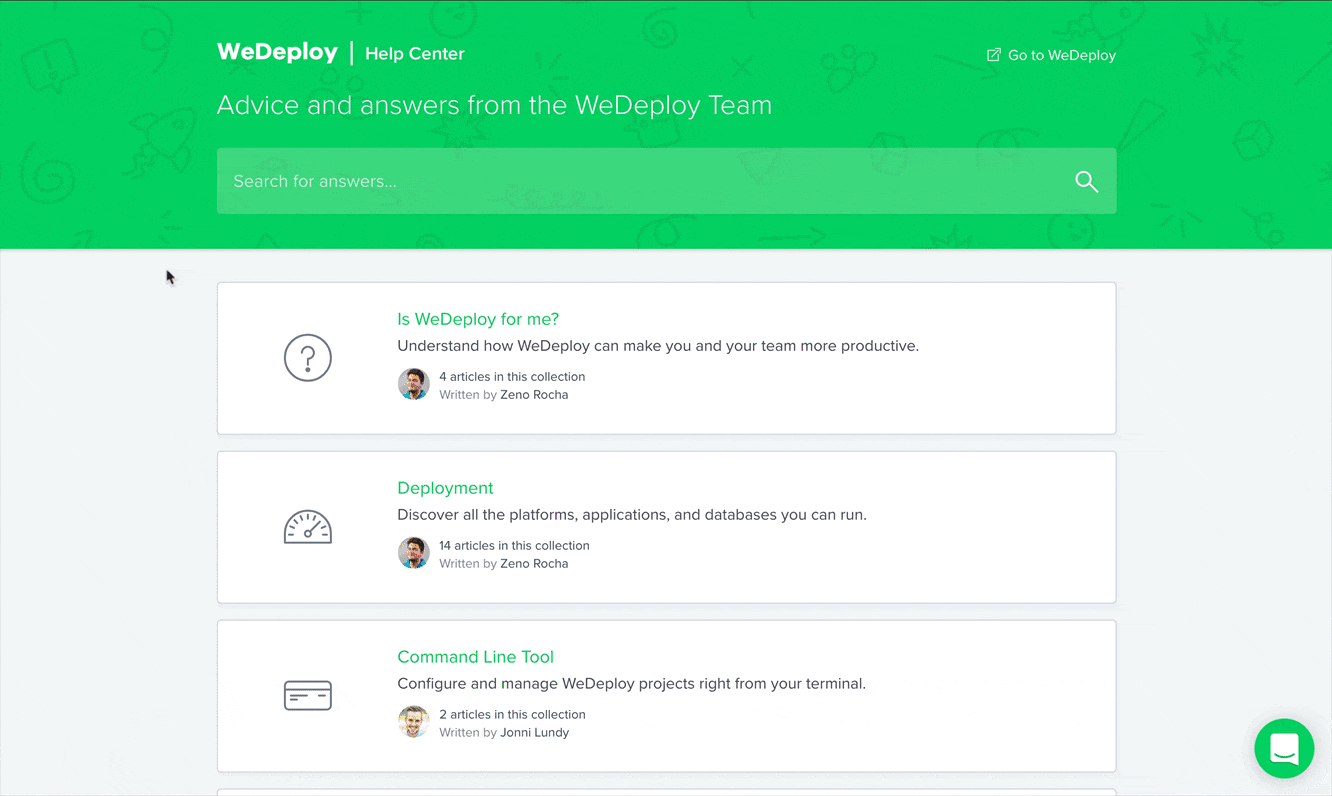 WeDeploy | Help Center
Go to WeDeploy
Advice and answers from the WeDeploy Team
Search for answers...
Is WeDeploy for me?
Understand how WeDeploy can make you and your team more productive.
4 articles in this collection
Written by Zeno Rocha
Deployment
Discover all the platforms, applications, and databases you can run.
14 articles in this collection
Written by Zeno Rocha
Command Line Tool
Configure and manage WeDeploy projects right from your terminal.
2 articles in this collection
Written by Jonni Lundy